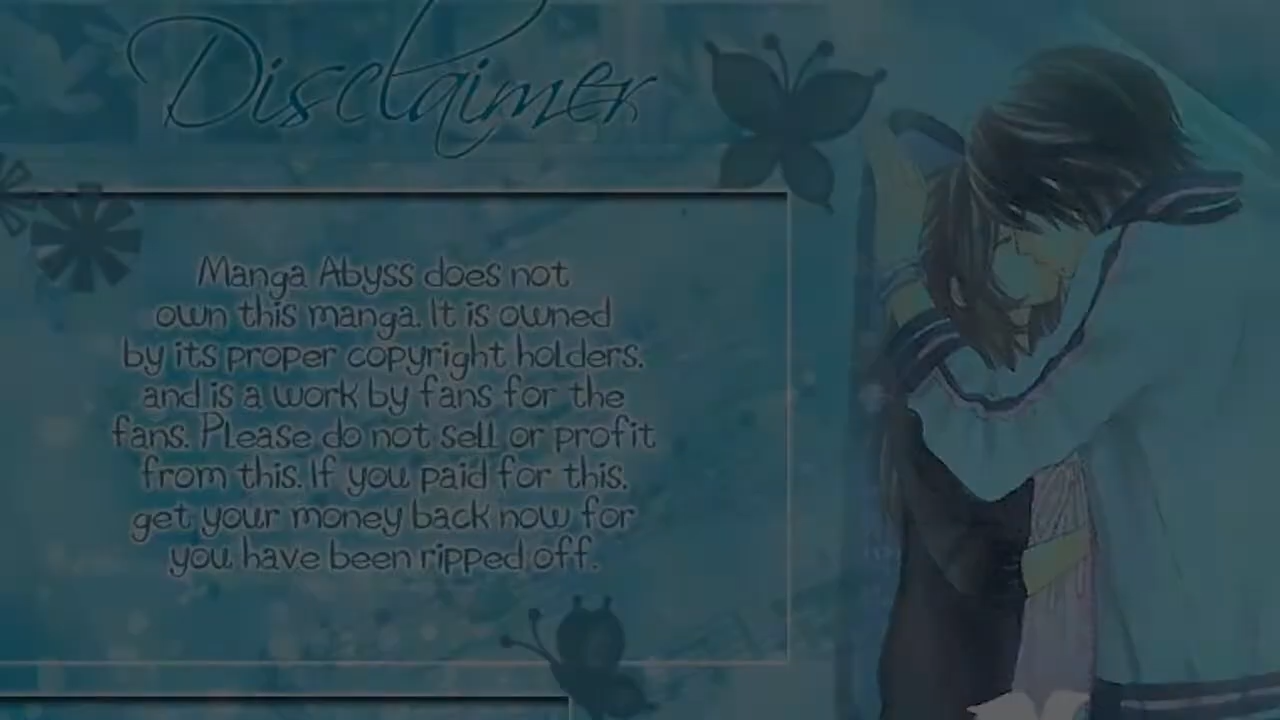 Disclaimer
Manga Abyss does not
own this manga. It is owned
by its proper copyright holders.
and is a work by fans for the
fans. Please do not sell or profit
from this. If you paid for this.
get your money back now for
you have been ripped off.